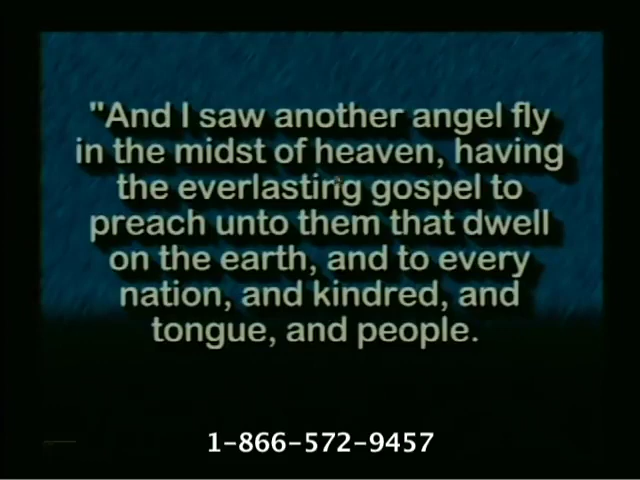 "And I saw another angel fly
in the midst of heaven, having
the everlasting gospel to
preach unto them that dwell
on the earth, and to every
nation, and kindred, and
tongue, and people.
1-866-572-9457